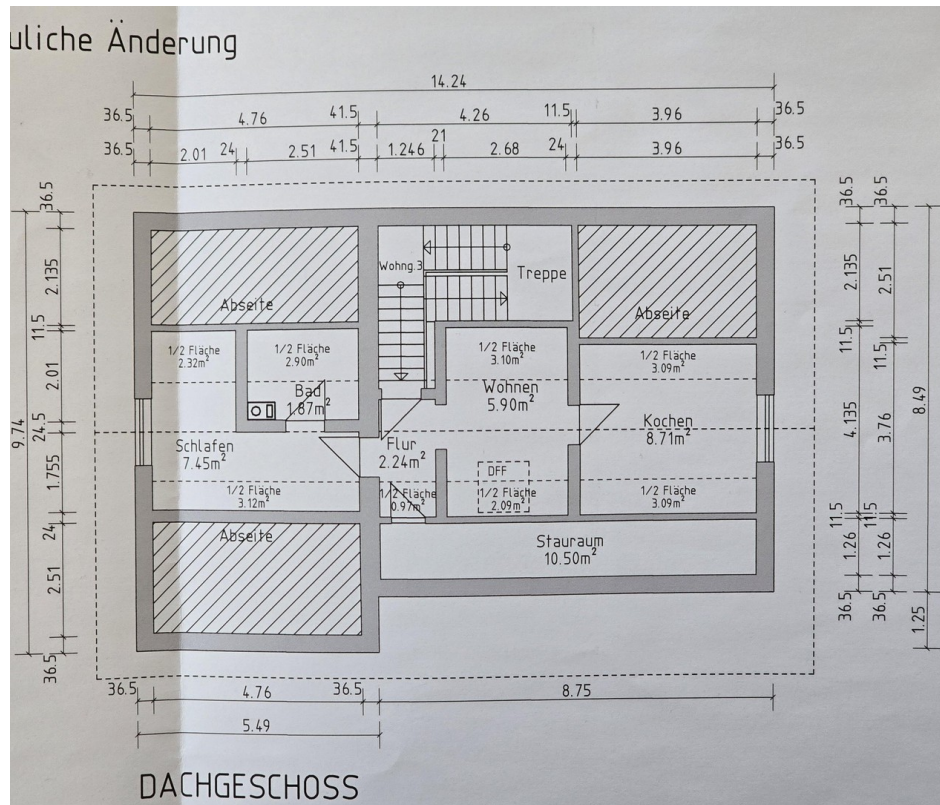 uliche Änderung
14.24
36.5 4.76 41.5 4.26 11.5 3.96 36.5
36.5 2.01 24 2.51 41.5 1.246 21 2.68 24 3.96 36.5
36.5
2.135
11.5
2.01
24.5
1.755
24
2.51
36.5
9.74
Abseite
Wohng.3
Treppe
Abseite
1/2 Fläche
2.32m²
1/2 Fläche
2.90m²
Bad
1.87m²
1/2 Fläche
3.10m²
Wohnen
5.90m²
1/2 Fläche
3.09m²
Kochen
8.71m²
Schlafen
7.45m²
Flur
2.24m²
DFF
1/2 Fläche
3.12m²
1/2 Fläche
0.97m²
1/2 Fläche
2.09m²
1/2 Fläche
3.09m²
Abseite
Stauraum
10.50m²
36.5
2.135
11.5
4.135
11.5
1.26
36.5
36.5
2.51
11.5
3.76
11.5
1.26
36.5
8.49
1.25
36.5 4.76 36.5 8.75
5.49
DACHGESCHOSS